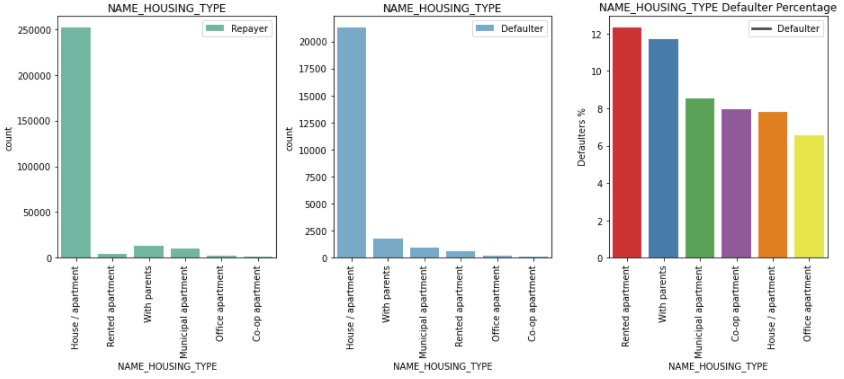 NAME_HOUSING_TYPE
Repayer
250000
200000
150000
100000
50000
0
count
House / apartment
Rented apartment
With parents
Municipal apartment
Office apartment
Co-op apartment
NAME_HOUSING_TYPE
NAME_HOUSING_TYPE
Defaulter
20000
17500
15000
12500
10000
7500
5000
2500
0
count
House / apartment
With parents
Municipal apartment
Rented apartment
Office apartment
Co-op apartment
NAME_HOUSING_TYPE
NAME_HOUSING_TYPE Defaulter Percentage
Defaulter
12
10
8
6
4
2
0
Defaulters %
Rented apartment
With parents
Municipal apartment
Co-op apartment
House / apartment
Office apartment
NAME_HOUSING_TYPE